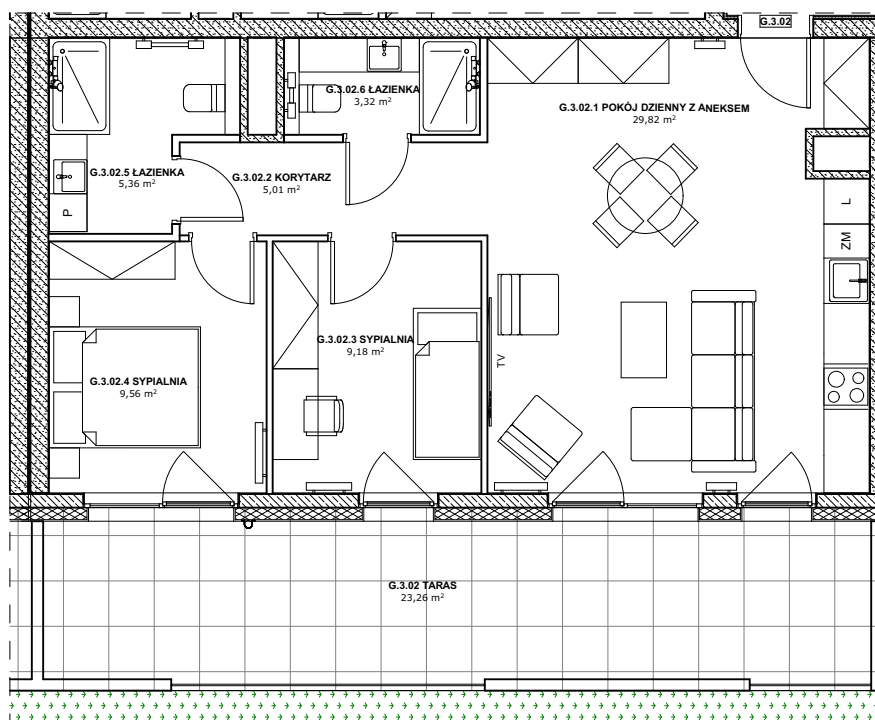 G.3.02
G.3.02.6 ŁAZIENKA
3,32 m²
G.3.02.1 POKÓJ DZIENNY Z ANEKSEM
29,82 m²
G.3.02.5 ŁAZIENKA
5,36 m²
G.3.02.2 KORYTARZ
5,01 m²
P
L
ZM
G.3.02.3 SYPIALNIA
9,18 m²
TV
G.3.02.4 SYPIALNIA
9,56 m²
G.3.02 TARAS
23,26 m²